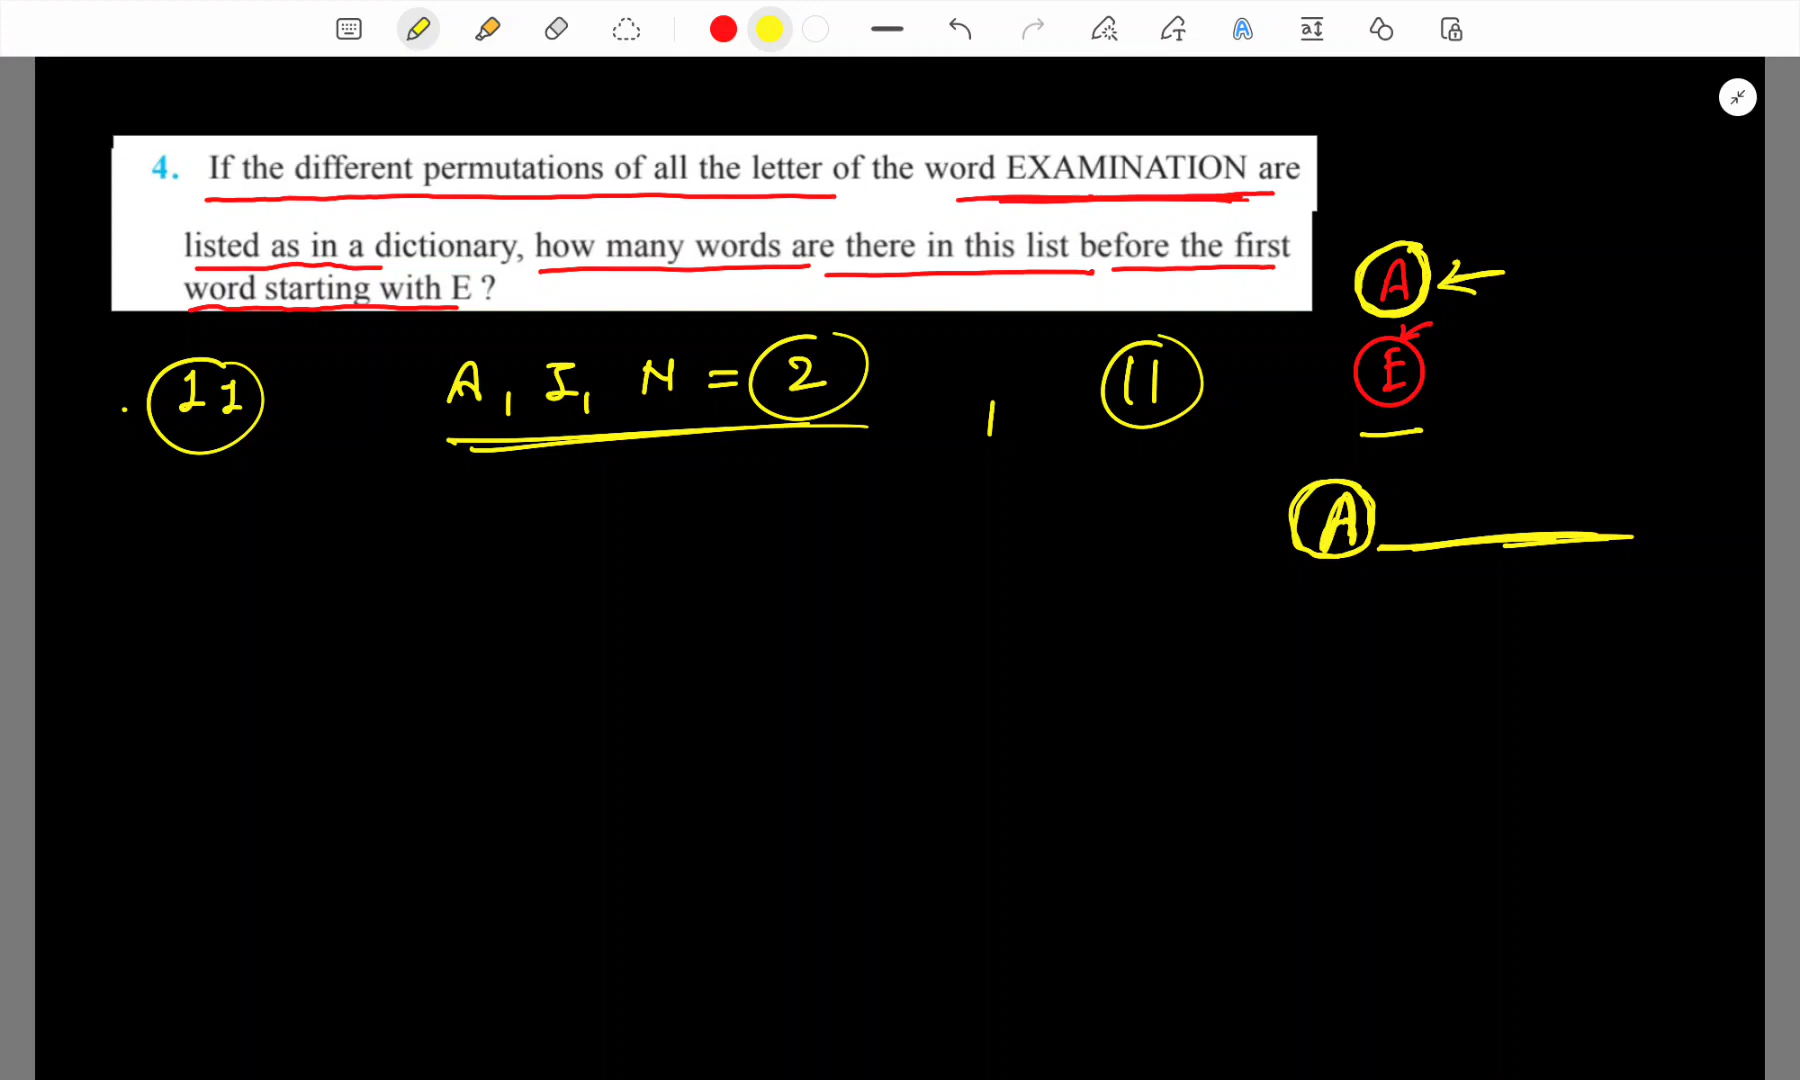 4. If the different permutations of all the letter of the word EXAMINATION are
listed as in a dictionary, how many words are there in this list before the first
word starting with E ?
A
E
11
A, I, N = 2 , 11
A